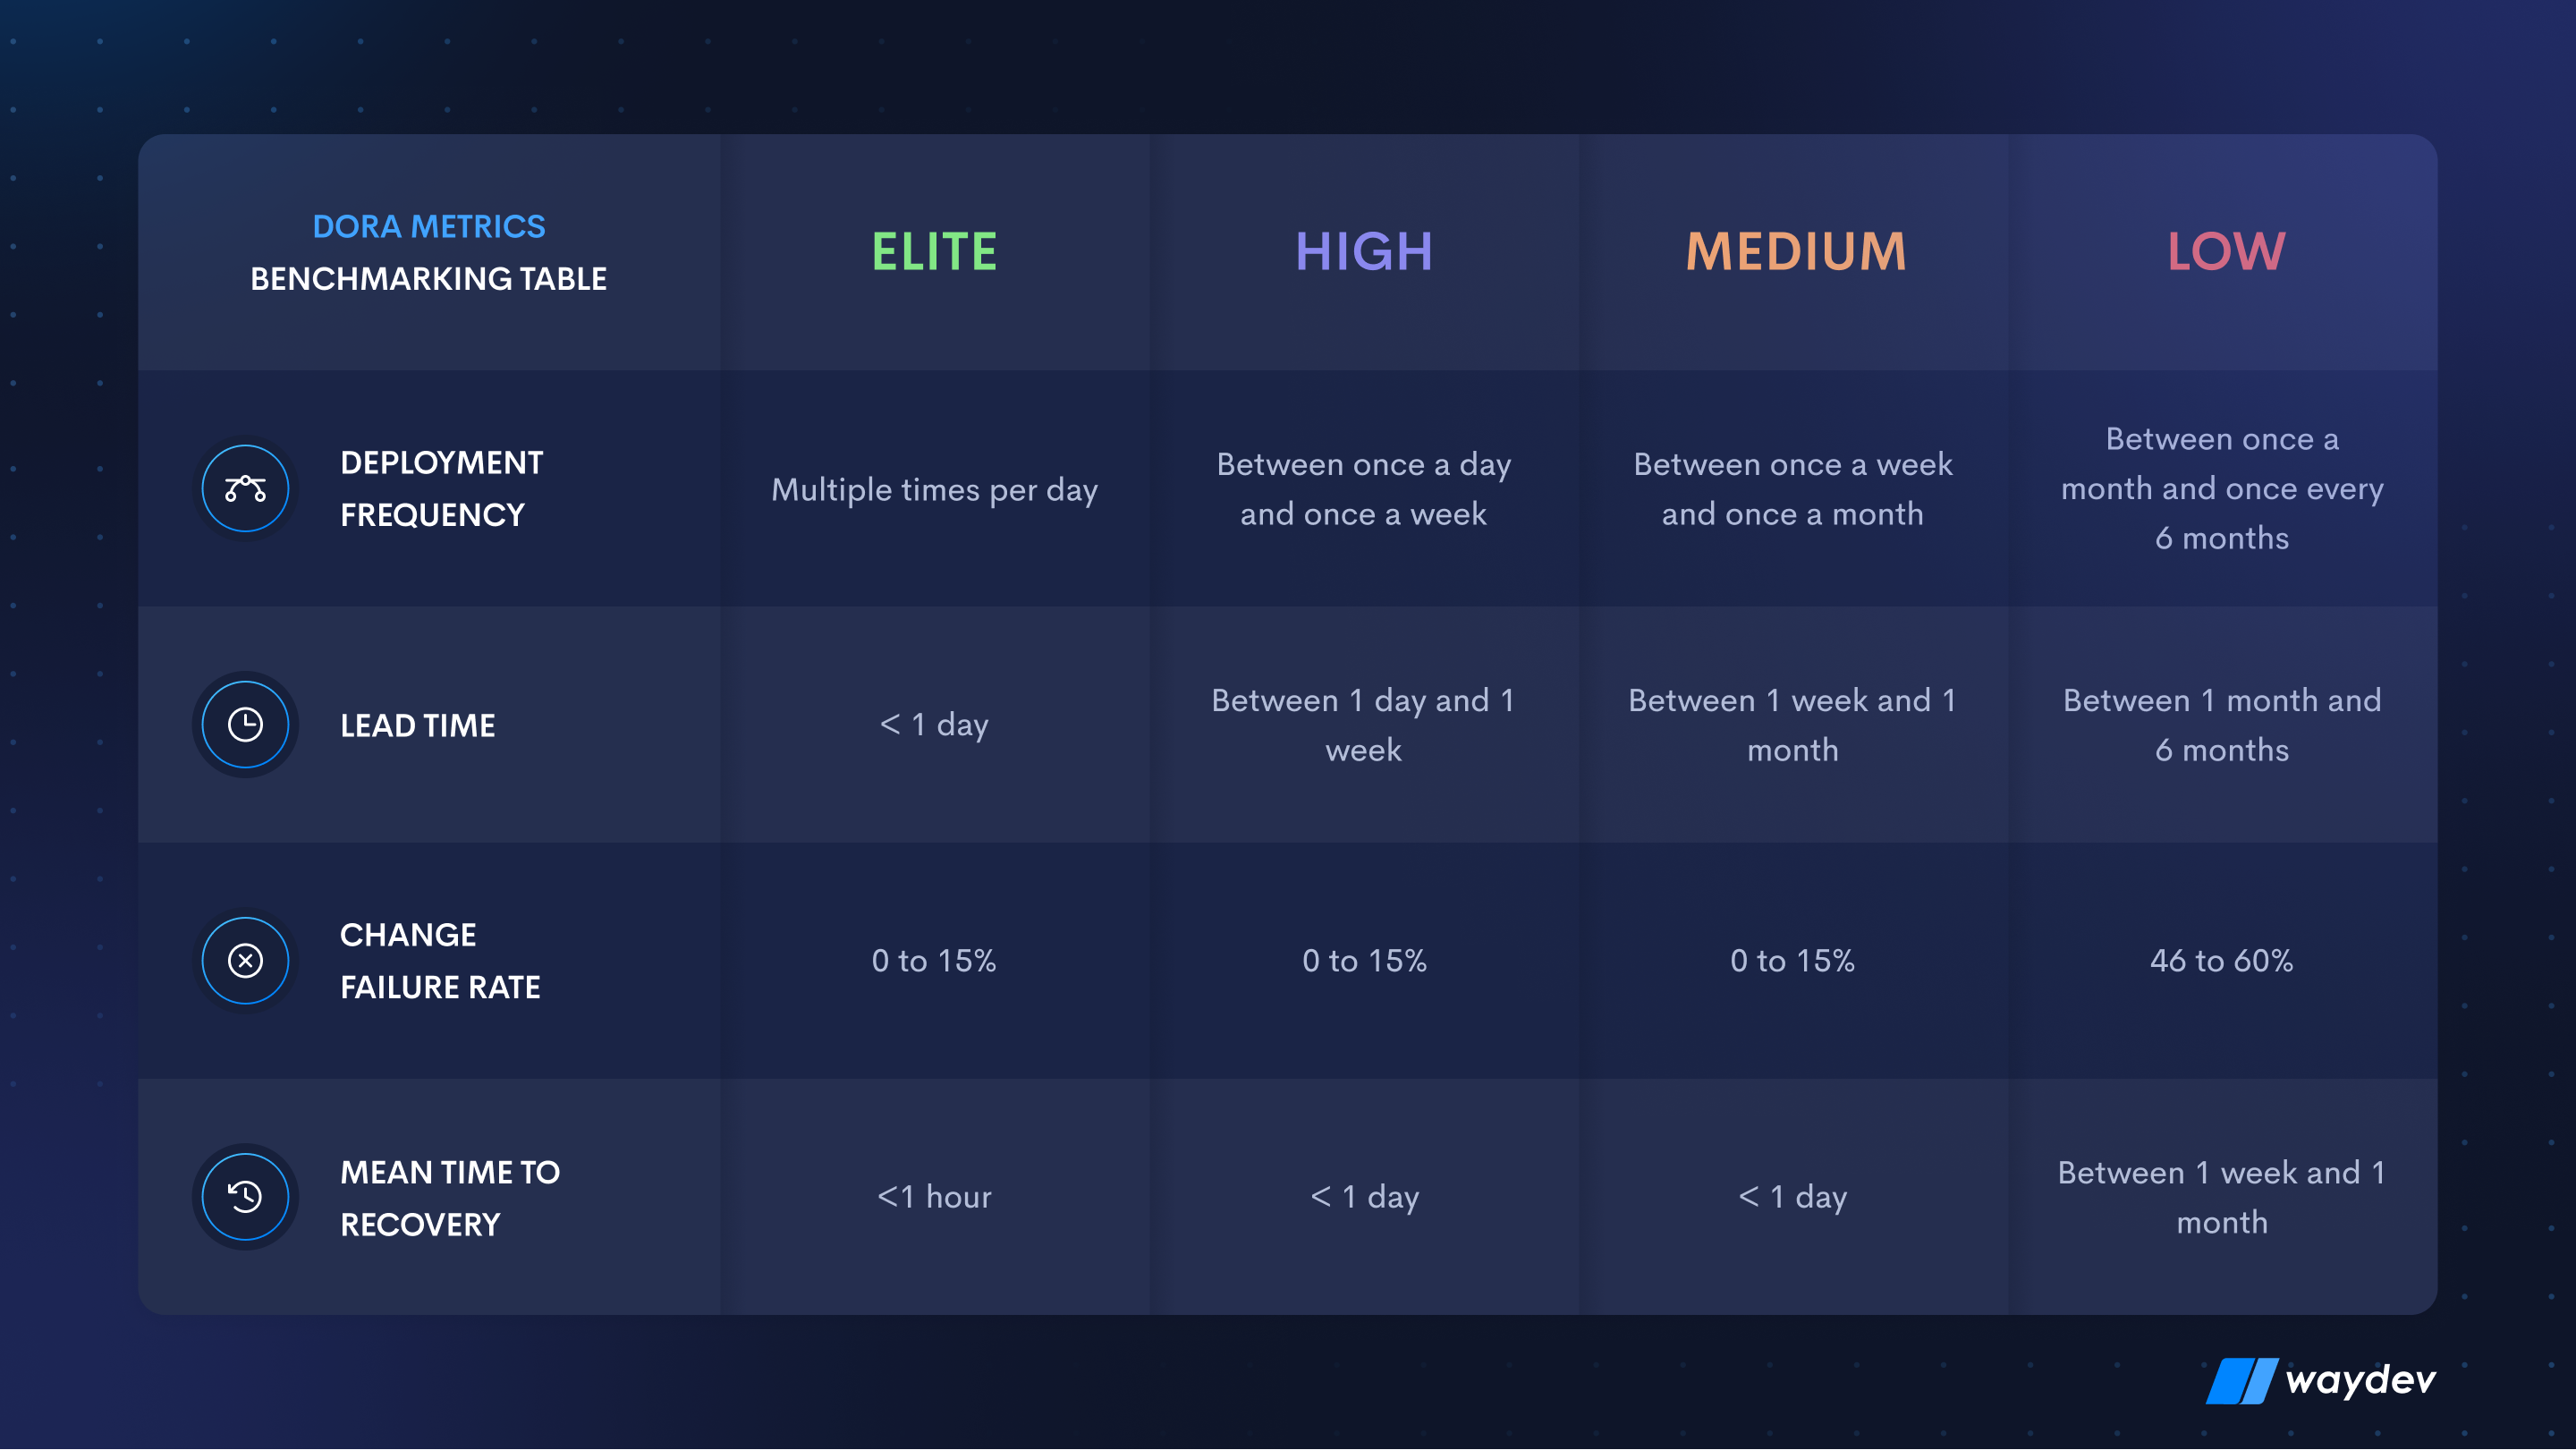 DORA METRICS
BENCHMARKING TABLE
ELITE
HIGH
MEDIUM
LOW
DEPLOYMENT
FREQUENCY
Multiple times per day
Between once a day
and once a week
Between once a week
and once a month
Between once a
month and once every
6 months
LEAD TIME
< 1 day
Between 1 day and 1
week
Between 1 week and 1
month
Between 1 month and
6 months
CHANGE
FAILURE RATE
0 to 15%
0 to 15%
0 to 15%
46 to 60%
MEAN TIME TO
RECOVERY
<1 hour
< 1 day
< 1 day
Between 1 week and 1
month
waydev